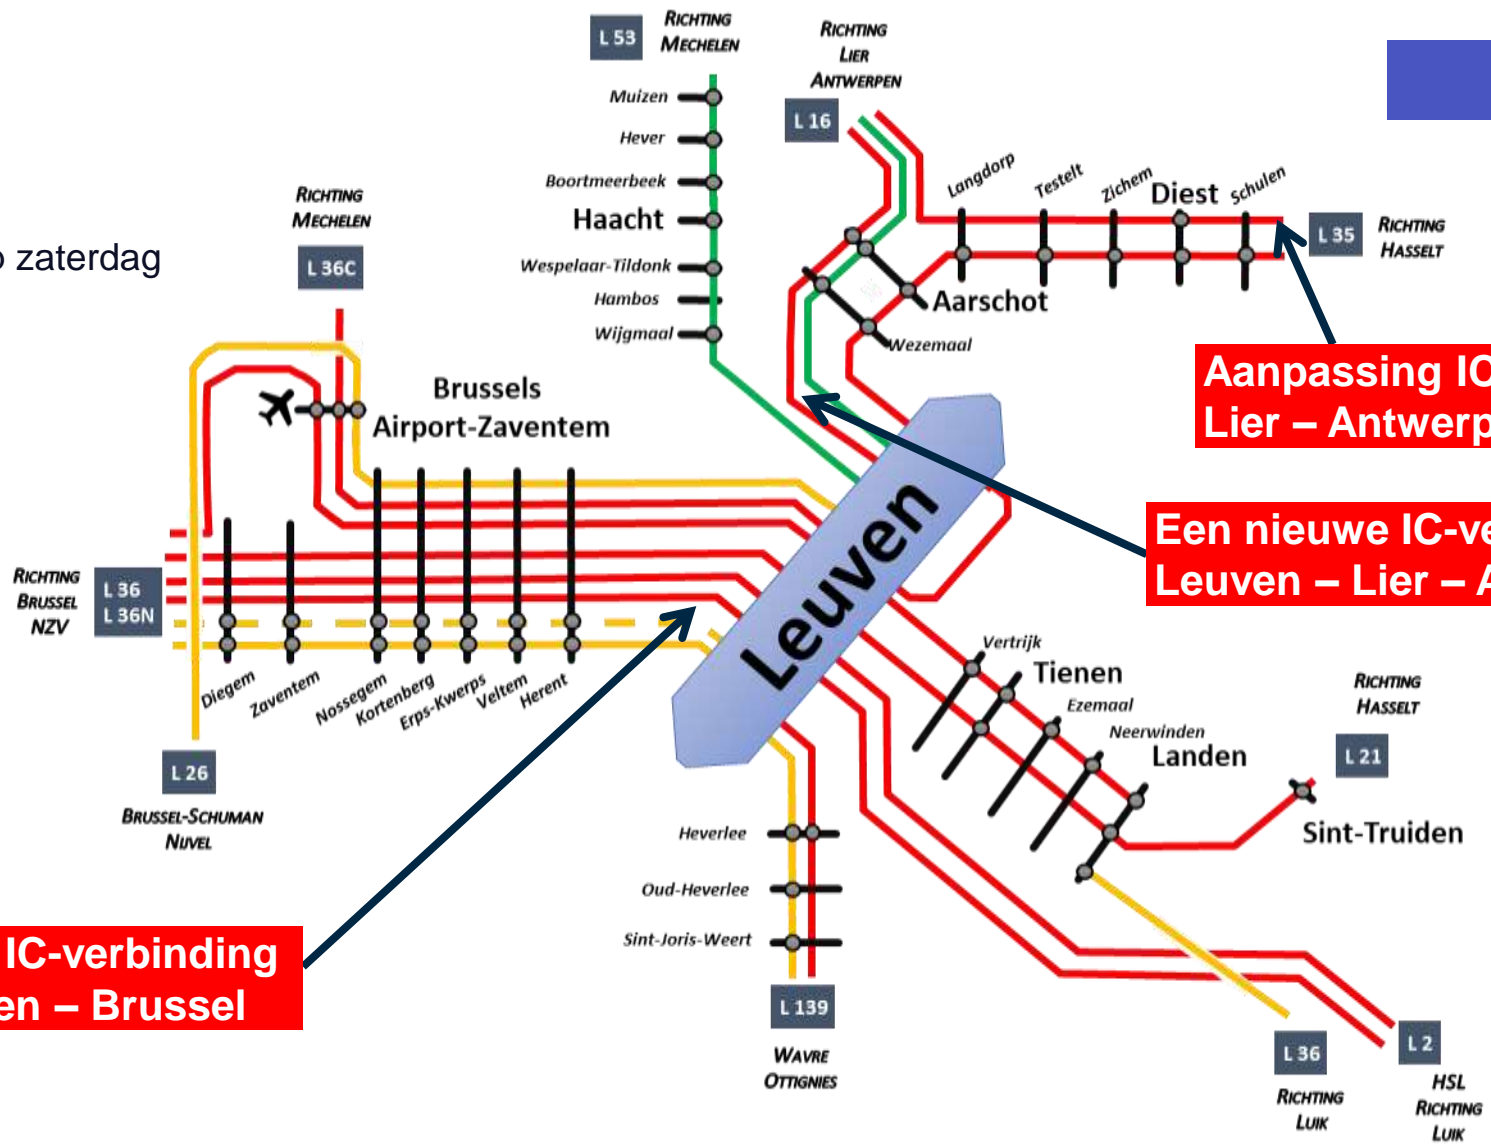 L 53
RICHTING
MECHELEN
RICHTING
LIER
ANTWERPEN
L 16
Muizen
Hever
Boortmeerbeek
Haacht
Wespelaar-Tildonk
Hambos
Wijgmaal
Langdorp
Testelt
Zichem
Diest
Schulen
L 35
RICHTING
HASSELT
RICHTING
MECHELEN
L 36C
zaterdag
Aarschot
Wezemaal
Aanpassing IC
Lier – Antwerp
Brussels
Airport-Zaventem
Een nieuwe IC-ve
Leuven – Lier – A
Leuven
RICHTING
BRUSSEL
NZV
L 36
L 36N
Diegem
Zaventem
Nossegem
Kortenberg
Erps-Kwerps
Veltem
Herent
Vertrijk
Tienen
Ezemaal
Neerwinden
Landen
RICHTING
HASSELT
L 21
Sint-Truiden
L 26
BRUSSEL-SCHUMAN
NIJVEL
Heverlee
Oud-Heverlee
Sint-Joris-Weert
IC-verbinding
en – Brussel
L 139
WAVRE
OTTIGNIES
L 36
RICHTING
LUIK
L 2
HSL
RICHTING
LUIK